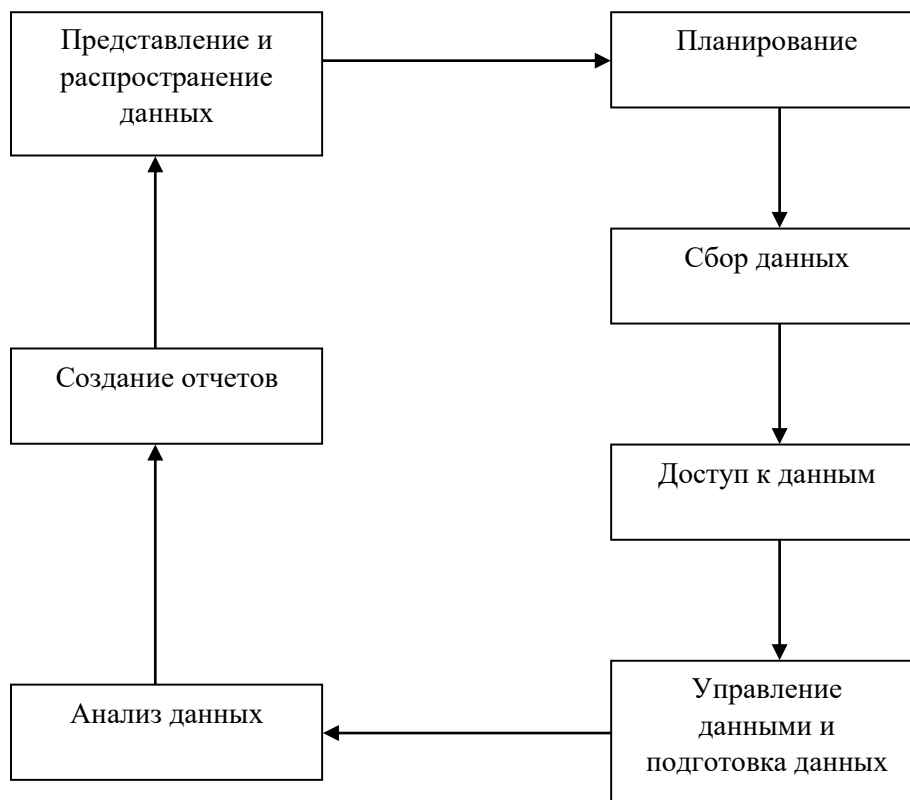 Представление и
распространение
данных
Планирование
Сбор данных
Доступ к данным
Управление
данными и
подготовка данных
Анализ данных
Создание отчетов